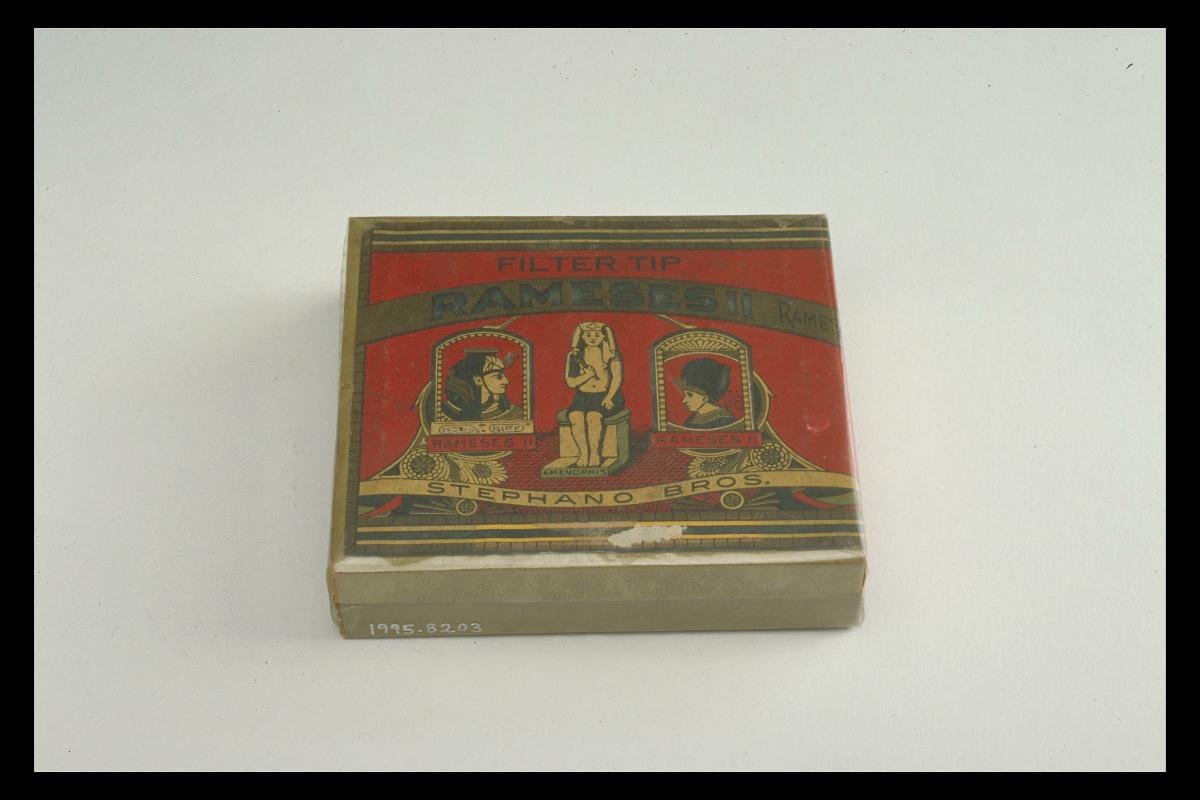 FILTER TIP
RAMESES II
RAMES
RAMESES II
RAMESES II
AMENOPHIS
STEPHANO BROS.
1995.8203